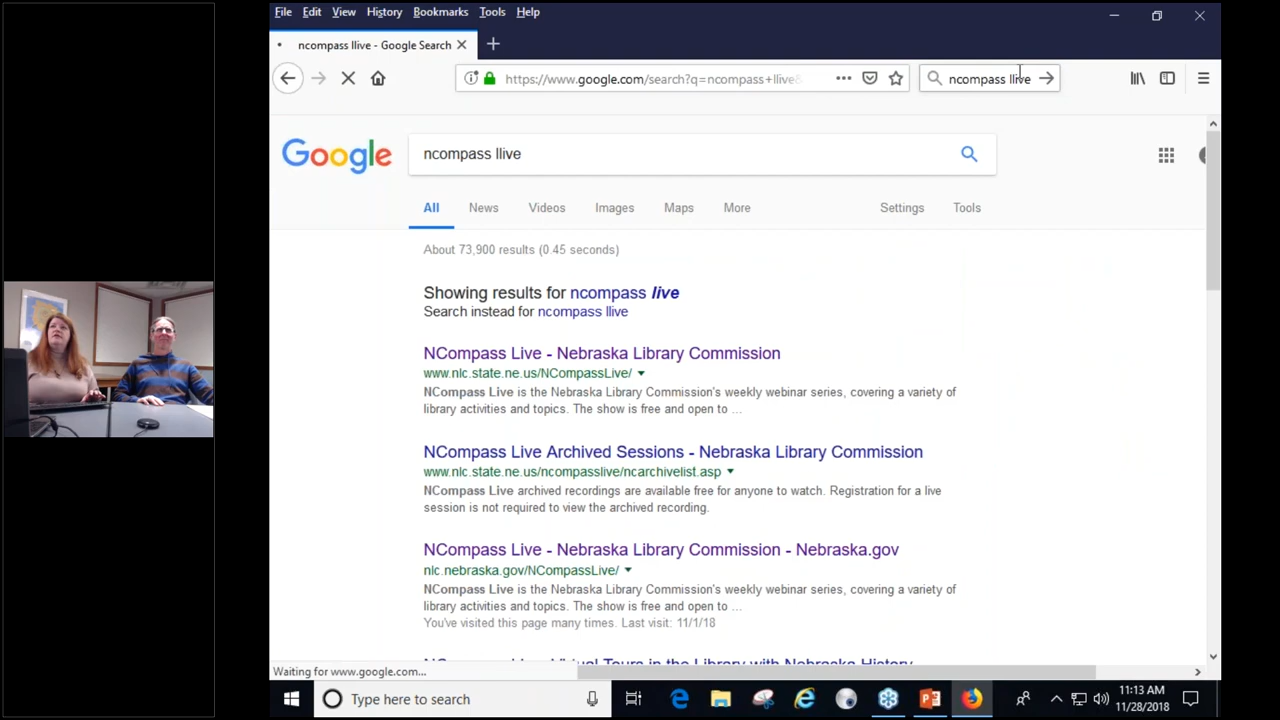 File Edit View History Bookmarks Tools Help
ncompass llive - Google Search
https://www.google.com/search?q=ncompass+llive&
ncompass llive
Google
ncompass llive
All News Videos Images Maps More Settings Tools
About 73,900 results (0.45 seconds)
Showing results for ncompass live
Search instead for ncompass llive
NCompass Live - Nebraska Library Commission
www.nlc.state.ne.us/NCompassLive/
NCompass Live is the Nebraska Library Commission's weekly webinar series, covering a variety of
library activities and topics. The show is free and open to ...
NCompass Live Archived Sessions - Nebraska Library Commission
www.nlc.state.ne.us/ncompasslive/ncarchivelist.asp
NCompass Live archived recordings are available free for anyone to watch. Registration for a live
session is not required to view the archived recording.
NCompass Live - Nebraska Library Commission - Nebraska.gov
nlc.nebraska.gov/NCompassLive/
NCompass Live is the Nebraska Library Commission's weekly webinar series, covering a variety of
library activities and topics. The show is free and open to ...
You've visited this page many times. Last visit: 11/1/18
Virtual Tours in the Library with Nebraska History
Waiting for www.google.com...
Type here to search
11:13 AM
11/28/2018